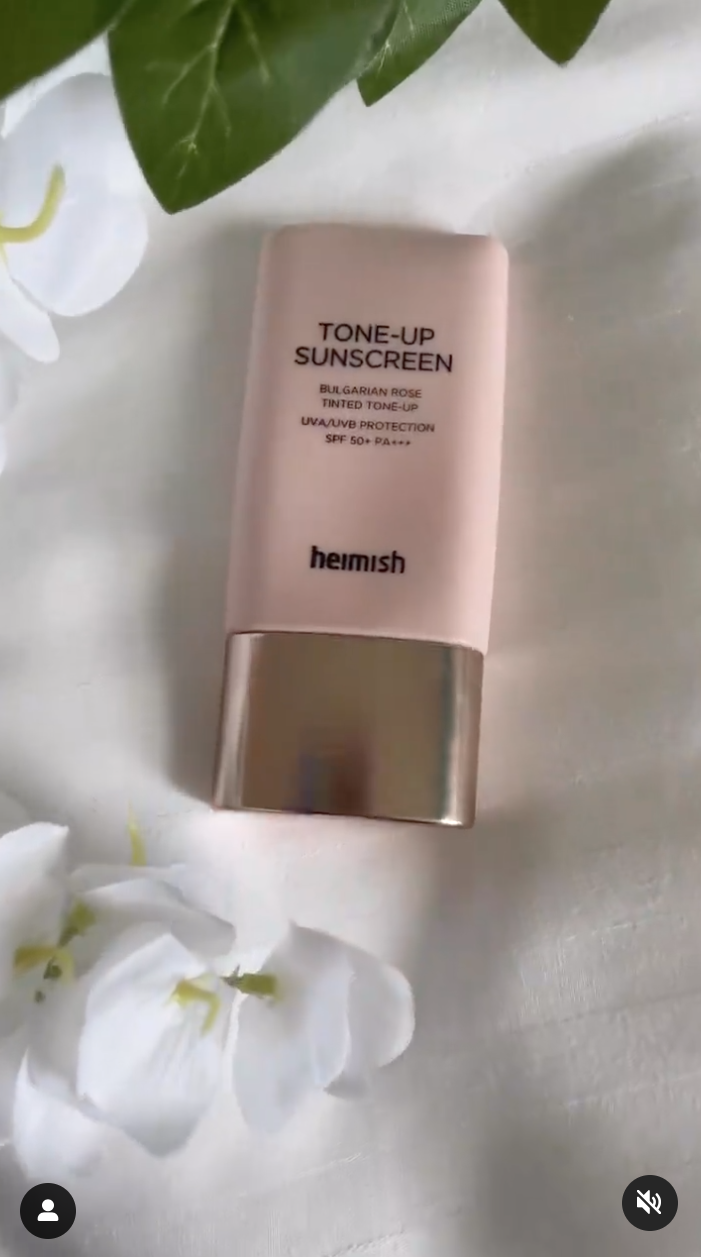 TONE-UP
SUNSCREEN
BULGARIAN ROSE
TINTED TONE-UP
UVA/UVB PROTECTION
SPF 50+ PA+++
heimish